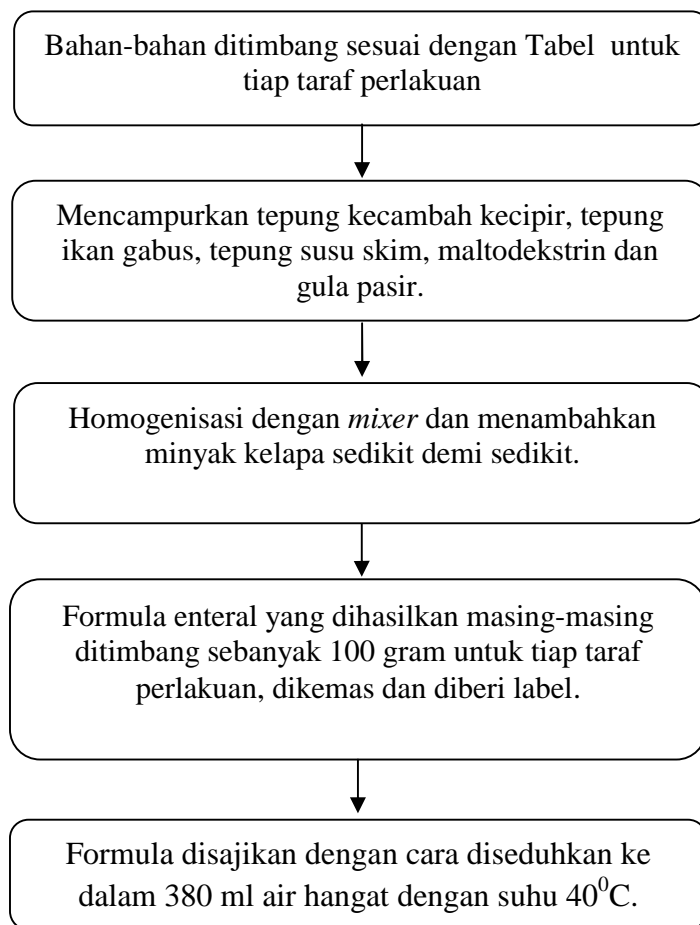 Bahan-bahan ditimbang sesuai dengan Tabel  untuk
tiap taraf perlakuan
Mencampurkan tepung kecambah kecipir, tepung
ikan gabus, tepung susu skim, maltodekstrin dan
gula pasir.
Homogenisasi dengan mixer dan menambahkan
minyak kelapa sedikit demi sedikit.
Formula enteral yang dihasilkan masing-masing
ditimbang sebanyak 100 gram untuk tiap taraf
perlakuan, dikemas dan diberi label.
Formula disajikan dengan cara diseduhkan ke
dalam 380 ml air hangat dengan suhu 40⁰C.